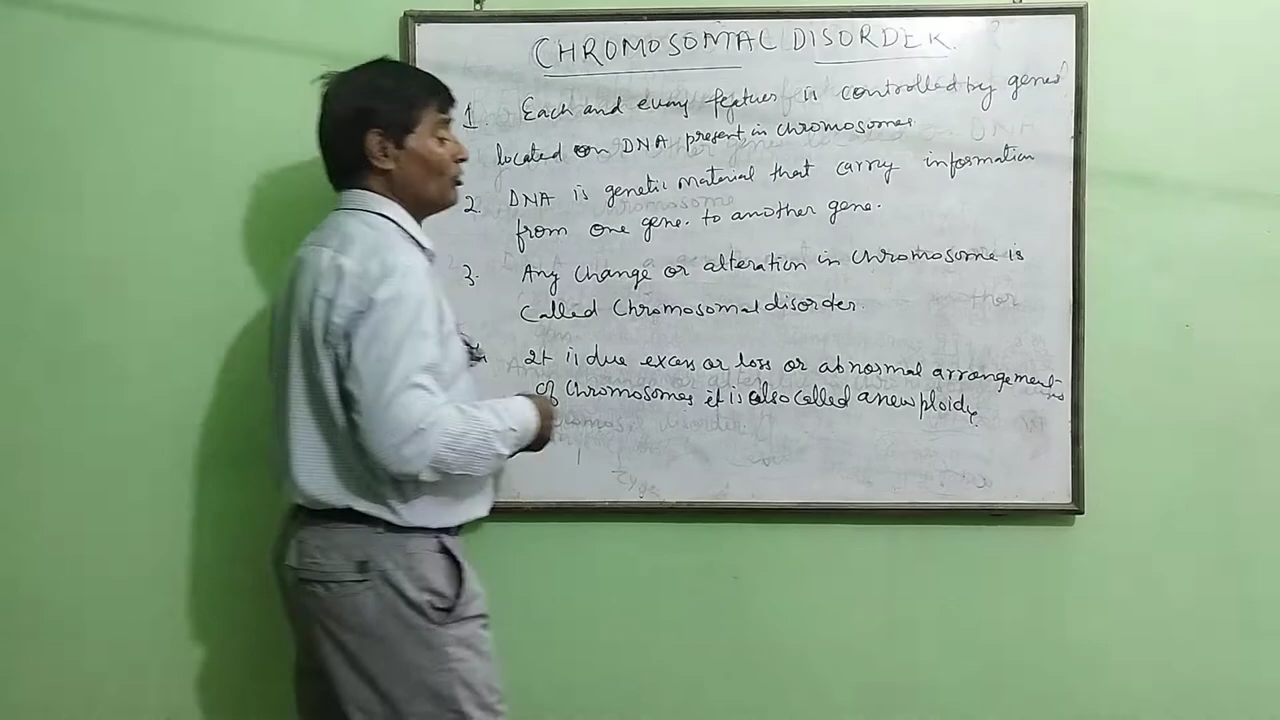 CHROMOSOMAL DISORDER.
1. Each and every feature is controlled by genes
located on DNA present in chromosomes
2. DNA is genetic material that carry information
from one gene. to another gene.
3. Any change or alteration in chromosome is
called chromosomal disorder.
4. It is due excess or loss or abnormal arrangement
of chromosomes it is also called aneuploidy